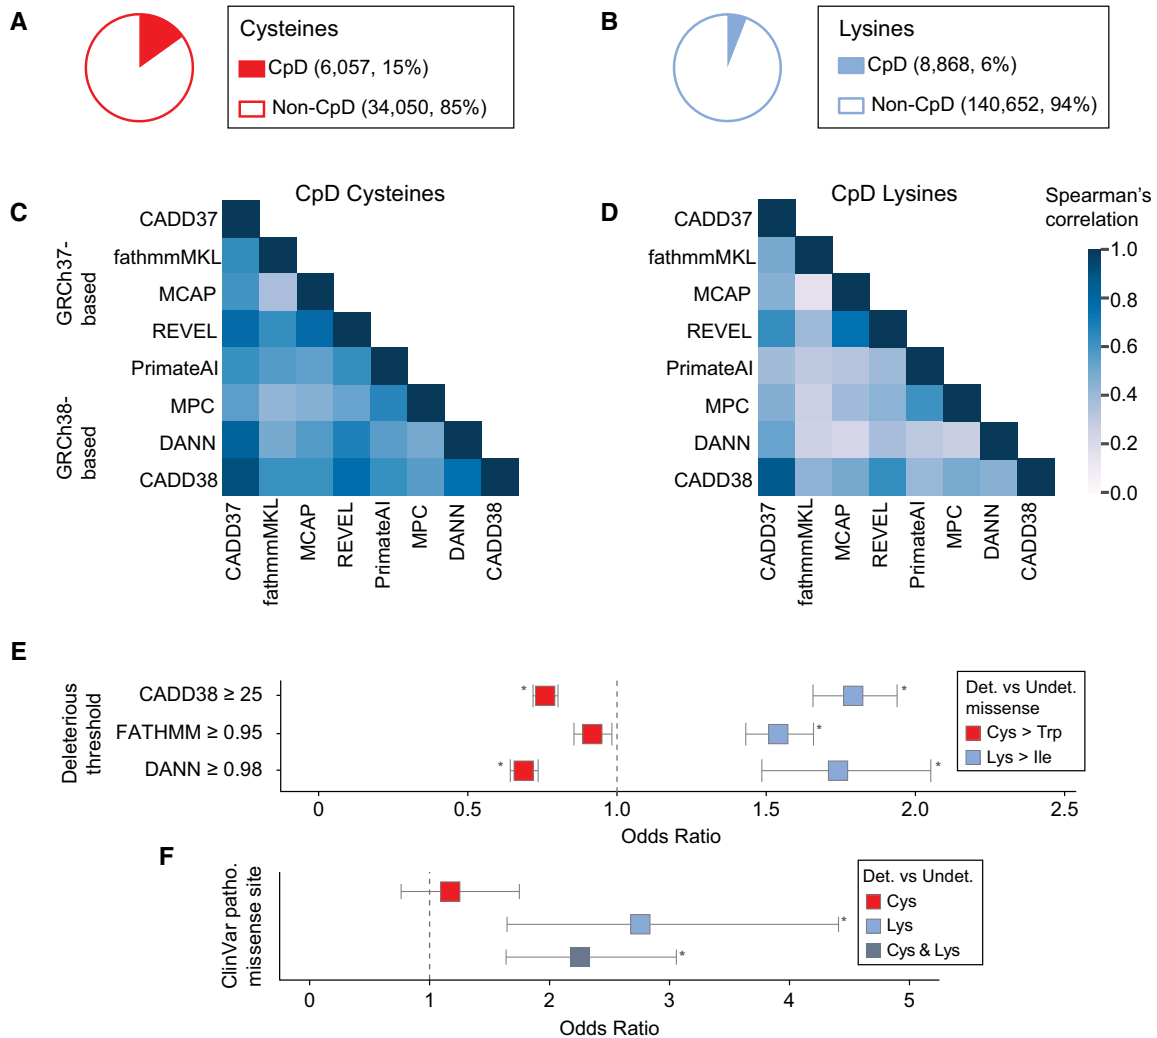 A
Cysteines
CpD (6,057, 15%)
Non-CpD (34,050, 85%)
B
Lysines
CpD (8,868, 6%)
Non-CpD (140,652, 94%)
C
CpD Cysteines
GRCh37-
based
GRCh38-
based
CADD37
fathmmMKL
MCAP
REVEL
PrimateAI
MPC
DANN
CADD38
CADD37
fathmmMKL
MCAP
REVEL
PrimateAI
MPC
DANN
CADD38
D
CpD Lysines
CADD37
fathmmMKL
MCAP
REVEL
PrimateAI
MPC
DANN
CADD38
CADD37
fathmmMKL
MCAP
REVEL
PrimateAI
MPC
DANN
CADD38
Spearman's
correlation
1.0
0.8
0.6
0.4
0.2
0.0
E
Deleterious
threshold
CADD38 ≥ 25
FATHMM ≥ 0.95
DANN ≥ 0.98
*
*
*
*
*
0
0.5
1.0
1.5
2.0
2.5
Odds Ratio
Det. vs Undet.
missense
Cys > Trp
Lys > Ile
F
ClinVar patho.
missense site
*
*
0
1
2
3
4
5
Odds Ratio
Det. vs Undet.
Cys
Lys
Cys & Lys